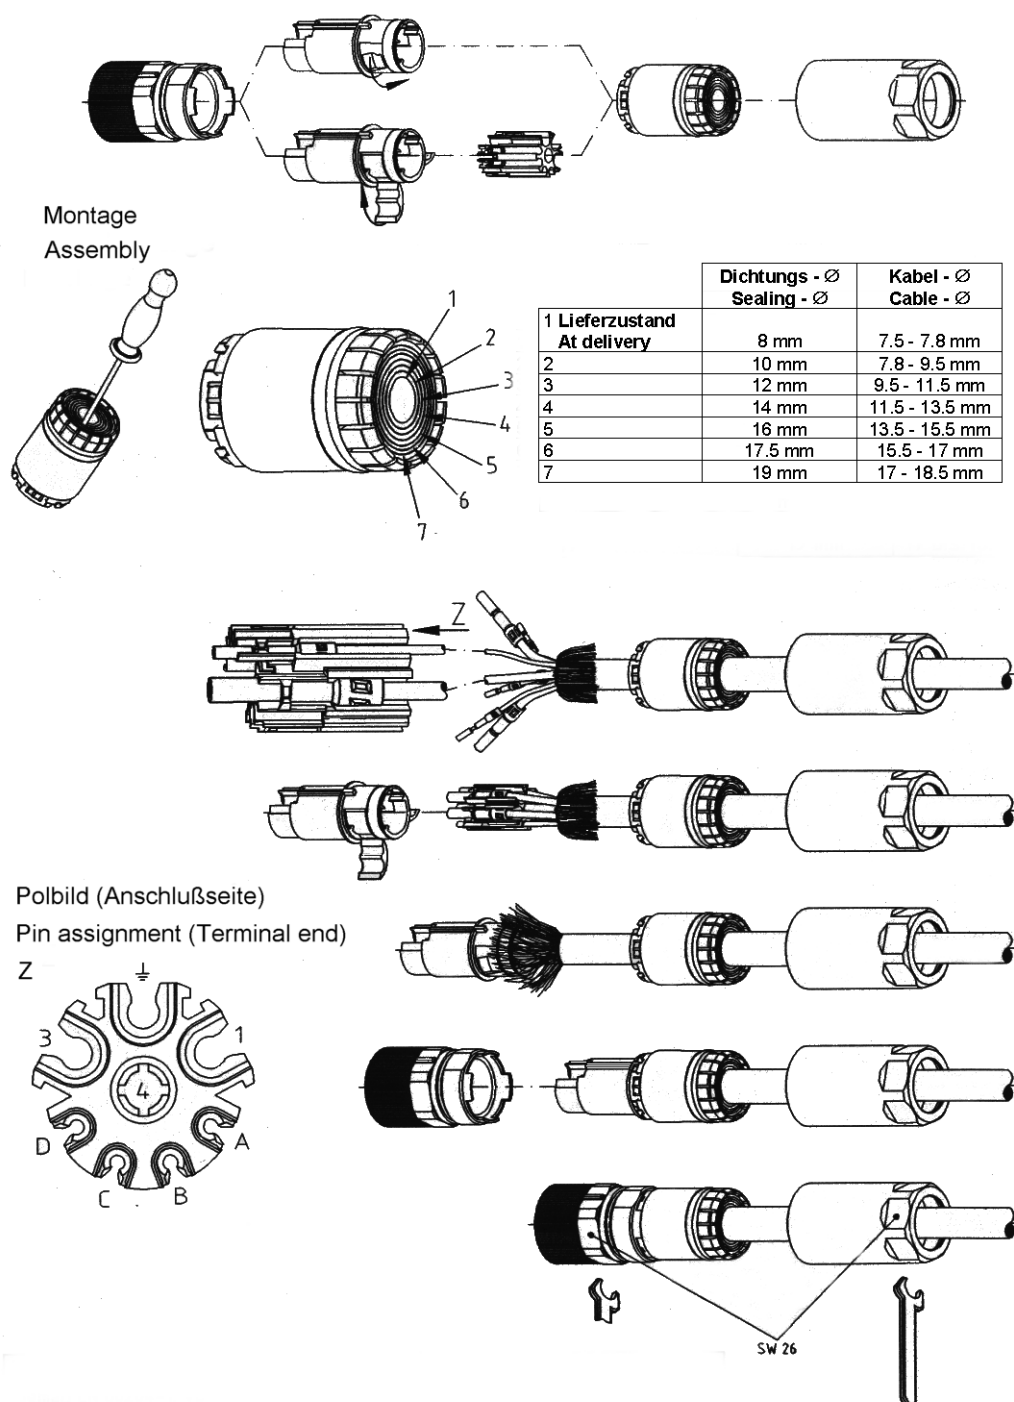 Montage
Assembly
1
2
3
4
5
6
7
Dichtungs - Ø Kabel - Ø
Sealing - Ø Cable - Ø
1 Lieferzustand
At delivery 8 mm 7.5 - 7.8 mm
2 10 mm 7.8 - 9.5 mm
3 12 mm 9.5 - 11.5 mm
4 14 mm 11.5 - 13.5 mm
5 16 mm 13.5 - 15.5 mm
6 17.5 mm 15.5 - 17 mm
7 19 mm 17 - 18.5 mm
Z
Polbild (Anschlußseite)
Pin assignment (Terminal end)
Z
3 1
4
D A
C B
SW 26